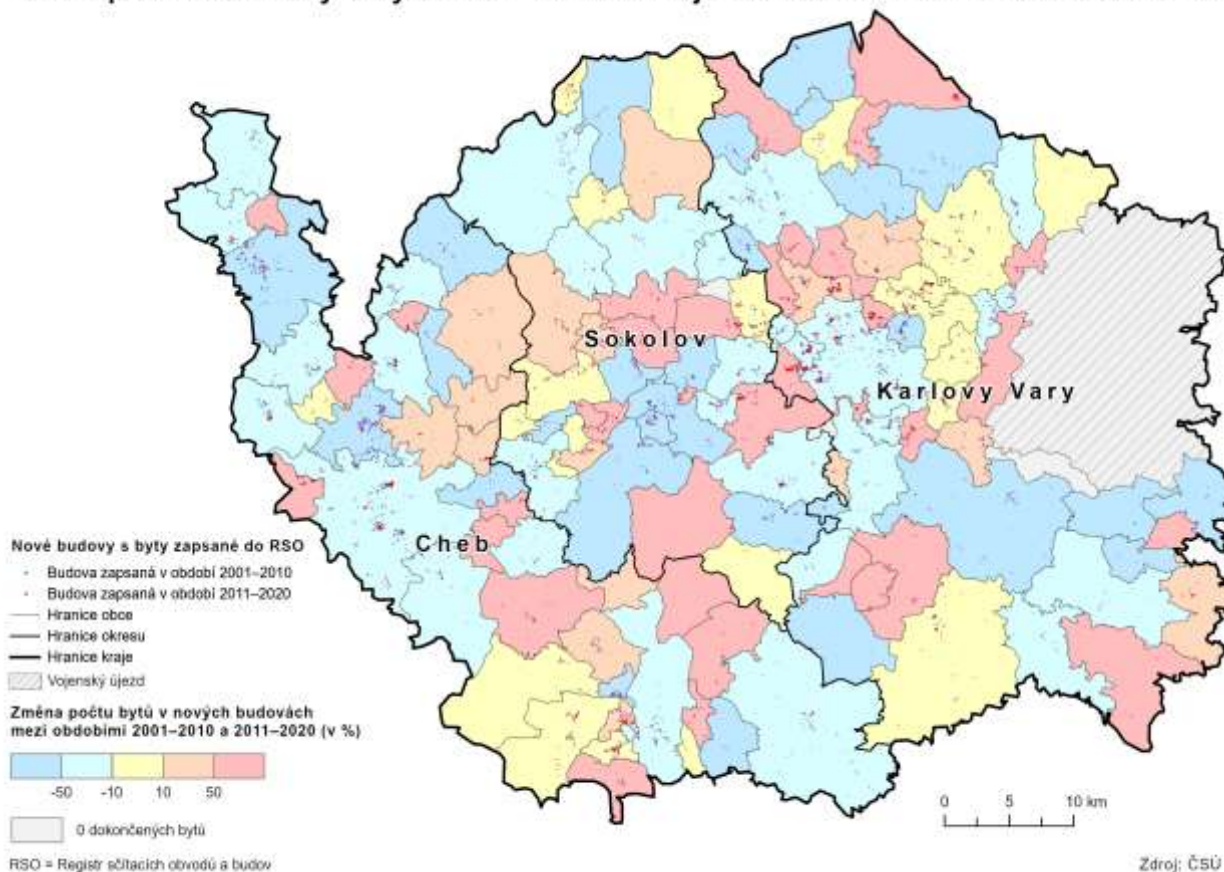 Sokolov
Karlovy Vary
Cheb
Nové budovy s byty zapsané do RSO
Budova zapsaná v období 2001–2010
Budova zapsaná v období 2011–2020
Hranice obce
Hranice okresu
Hranice kraje
Vojenský újezd
Změna počtu bytů v nových budovách
mezi obdobími 2001–2010 a 2011–2020 (v %)
-50 -10 10 50
0 dokončených bytů
RSO = Registr sčítacích obvodů a budov
0 5 10 km
Zdroj: ČSÚ